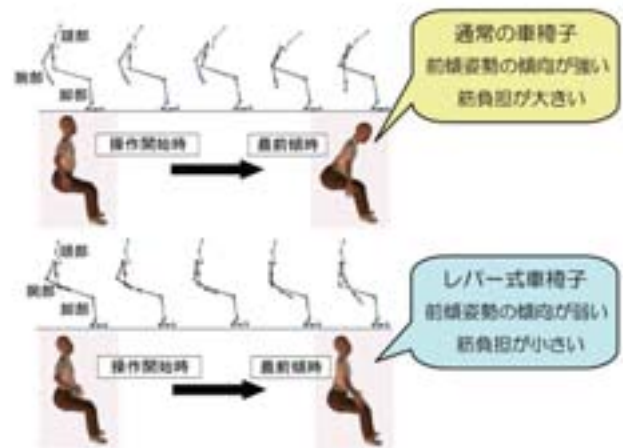 頭部
腕部
脚部
操作開始時
最前傾時
通常の車椅子
前傾姿勢の傾向が強い
筋負担が大きい
頭部
腕部
脚部
操作開始時
最前傾時
レバー式車椅子
前傾姿勢の傾向が弱い
筋負担が小さい